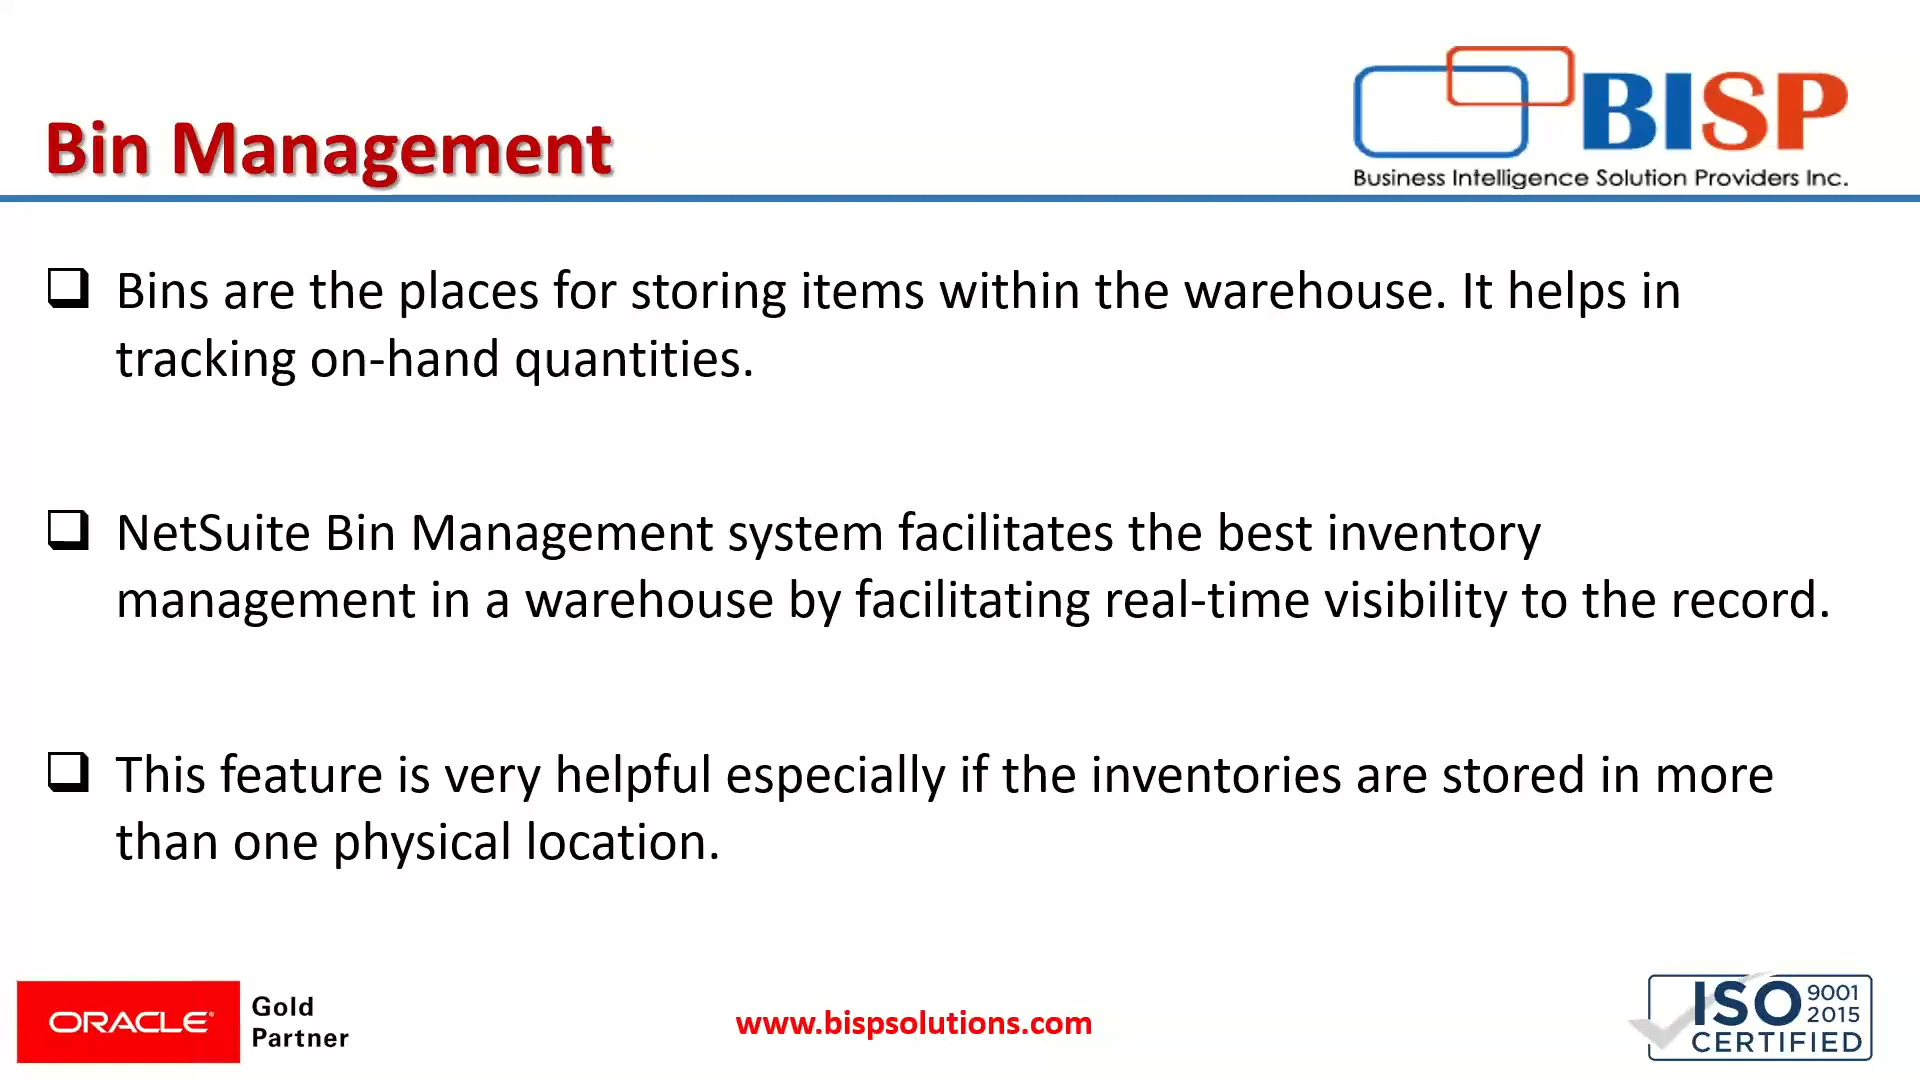 BISP
Business Intelligence Solution Providers Inc.
Bin Management
Bins are the places for storing items within the warehouse. It helps in
tracking on-hand quantities.
NetSuite Bin Management system facilitates the best inventory
management in a warehouse by facilitating real-time visibility to the record.
This feature is very helpful especially if the inventories are stored in more
than one physical location.
ORACLE®
Gold
Partner
www.bispsolutions.com
ISO 9001
2015
CERTIFIED